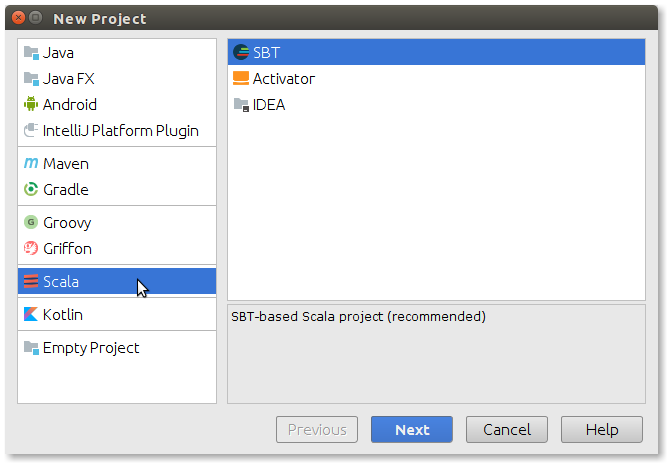 New Project
Java
Java FX
Android
IntelliJ Platform Plugin
Maven
Gradle
Groovy
Griffon
Scala
Kotlin
Empty Project
SBT
Activator
IDEA
SBT-based Scala project (recommended)
Previous
Next
Cancel
Help